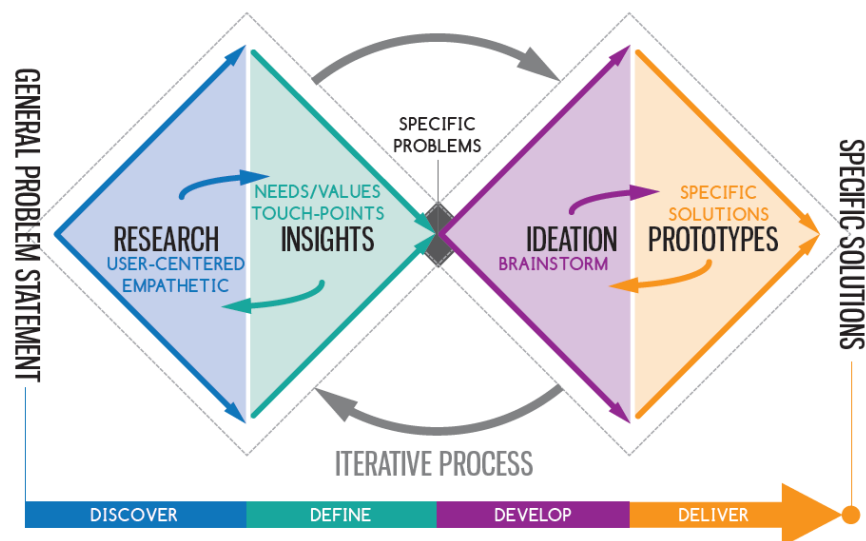 GENERAL PROBLEM STATEMENT
SPECIFIC
PROBLEMS
NEEDS/VALUES
TOUCH-POINTS
RESEARCH
USER-CENTERED
EMPATHETIC
INSIGHTS
IDEATION
BRAINSTORM
SPECIFIC
SOLUTIONS
PROTOTYPES
SPECIFIC SOLUTIONS
ITERATIVE PROCESS
DISCOVER
DEFINE
DEVELOP
DELIVER